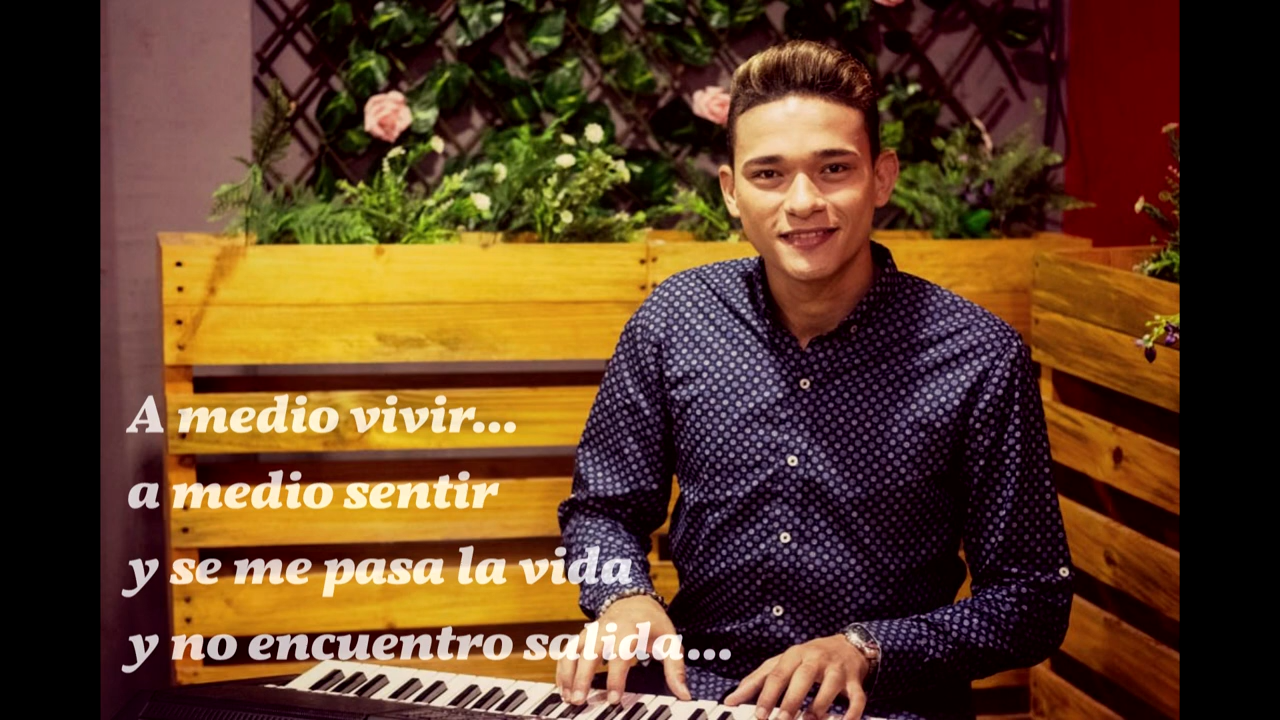 A medio vivir...
a medio sentir
y se me pasa la vida
y no encuentro salida...